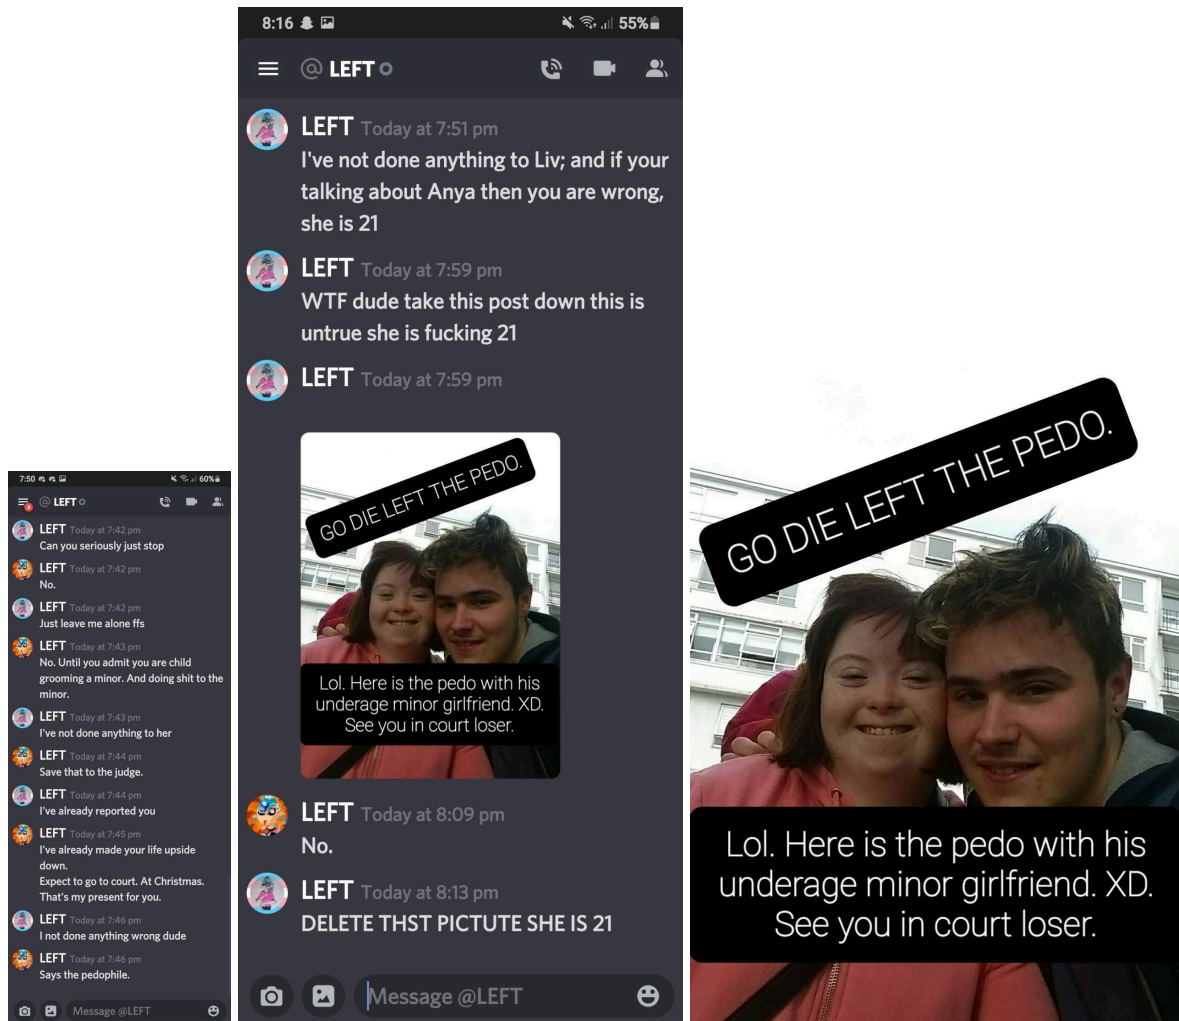 7:50 60%
3 @ LEFT
LEFT Today at 7:42 pm
Can you seriously just stop
LEFT Today at 7:42 pm
No.
LEFT Today at 7:42 pm
Just leave me alone ffs
LEFT Today at 7:43 pm
No. Until you admit you are child
grooming a minor. And doing shit to the
minor.
LEFT Today at 7:43 pm
I've not done anything to her
LEFT Today at 7:44 pm
Save that to the judge.
LEFT Today at 7:44 pm
I've already reported you
LEFT Today at 7:45 pm
I've already made your life upside
down.
Expect to go to court. At Christmas.
That's my present for you.
LEFT Today at 7:46 pm
I not done anything wrong dude
LEFT Today at 7:46 pm
Says the pedophile.
Message @LEFT
8:16 55%
@ LEFT
LEFT Today at 7:51 pm
I've not done anything to Liv; and if your
talking about Anya then you are wrong,
she is 21
LEFT Today at 7:59 pm
WTF dude take this post down this is
untrue she is fucking 21
LEFT Today at 7:59 pm
GO DIE LEFT THE PEDO.
Lol. Here is the pedo with his
underage minor girlfriend. XD.
See you in court loser.
LEFT Today at 8:09 pm
No.
LEFT Today at 8:13 pm
DELETE THST PICTUTE SHE IS 21
Message @LEFT
GO DIE LEFT THE PEDO.
Lol. Here is the pedo with his
underage minor girlfriend. XD.
See you in court loser.